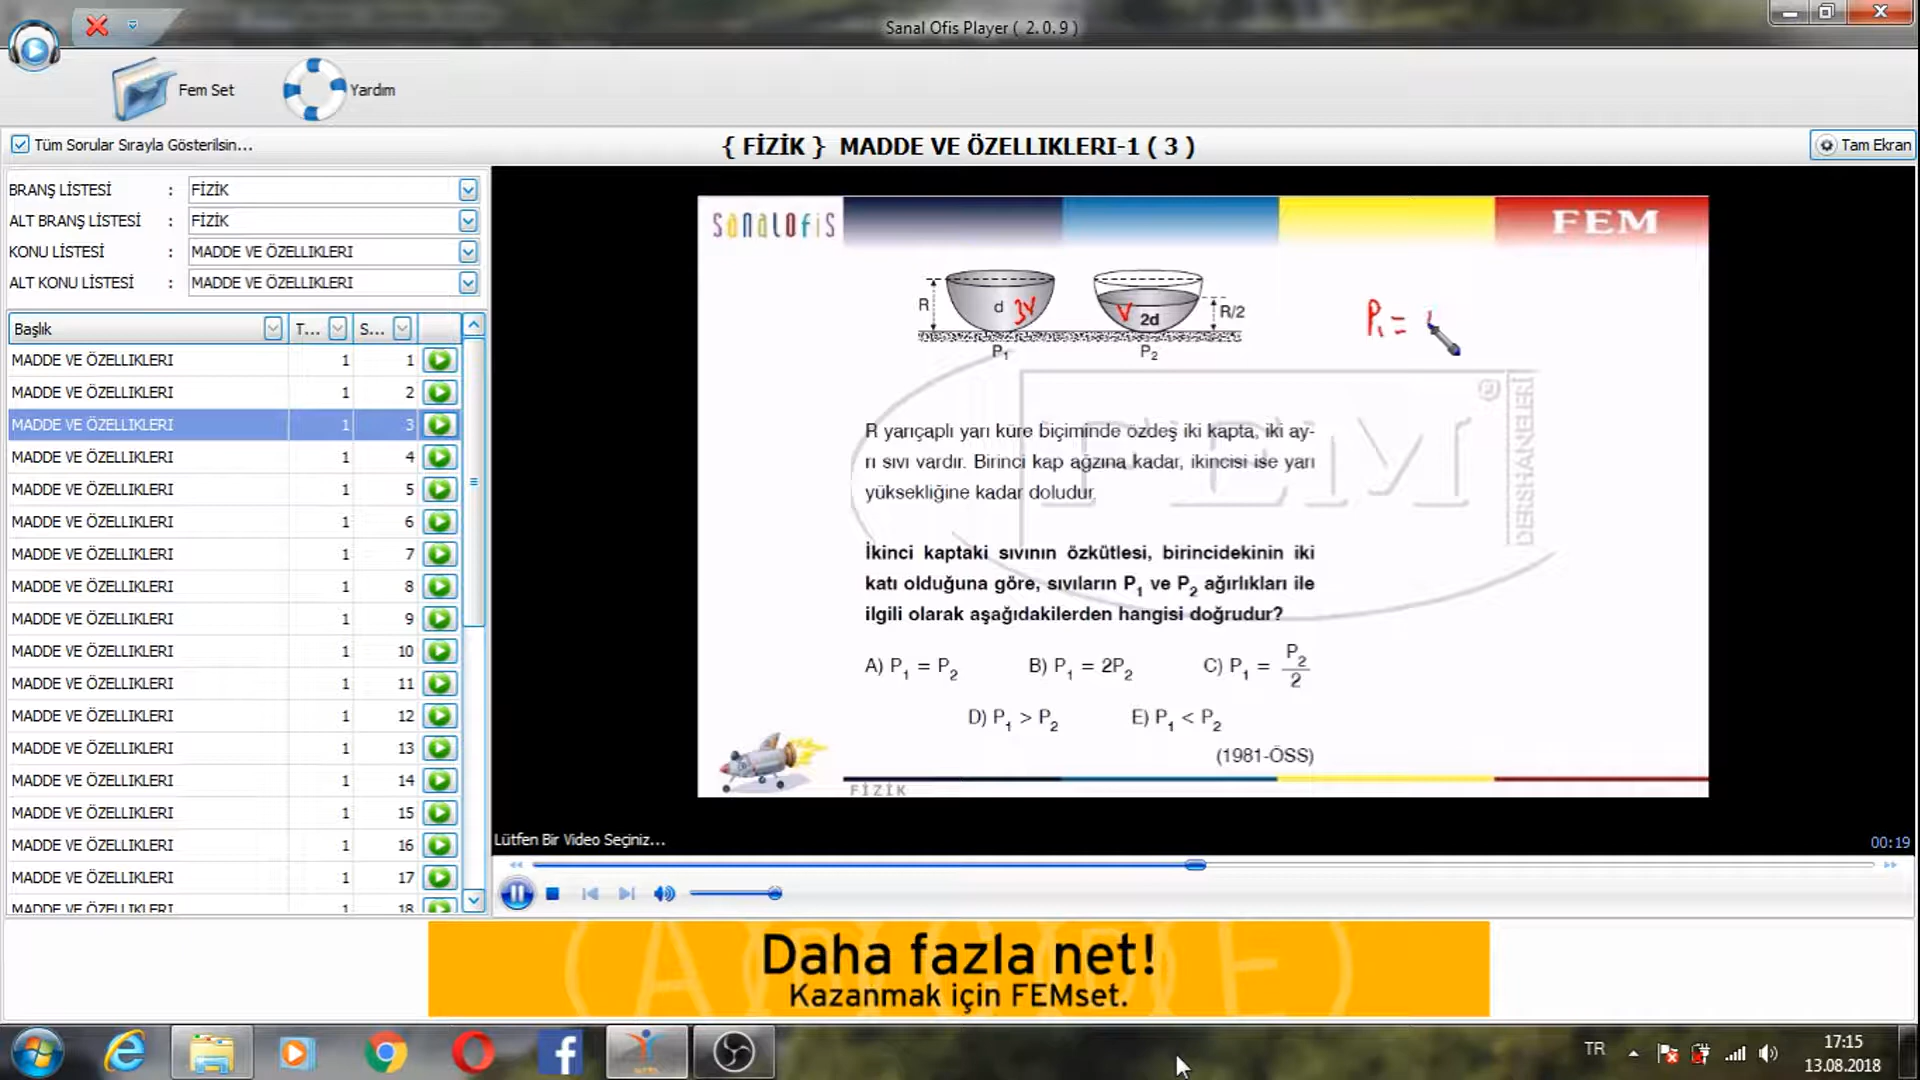 Sanal Ofis Player ( 2.0.9 )
Fem Set
Yardım
Tüm Sorular Sırayla Gösterilsin...
{ FİZİK } MADDE VE ÖZELLIKLERI-1 ( 3 )
Tam Ekran
BRANŞ LİSTESİ : FİZİK
ALT BRANŞ LİSTESİ : FİZİK
KONU LİSTESİ : MADDE VE ÖZELLIKLERI
ALT KONU LİSTESİ : MADDE VE ÖZELLIKLERI
Başlık T... S...
MADDE VE ÖZELLIKLERI 1 1
MADDE VE ÖZELLIKLERI 1 2
MADDE VE ÖZELLIKLERI 1 3
MADDE VE ÖZELLIKLERI 1 4
MADDE VE ÖZELLIKLERI 1 5
MADDE VE ÖZELLIKLERI 1 6
MADDE VE ÖZELLIKLERI 1 7
MADDE VE ÖZELLIKLERI 1 8
MADDE VE ÖZELLIKLERI 1 9
MADDE VE ÖZELLIKLERI 1 10
MADDE VE ÖZELLIKLERI 1 11
MADDE VE ÖZELLIKLERI 1 12
MADDE VE ÖZELLIKLERI 1 13
MADDE VE ÖZELLIKLERI 1 14
MADDE VE ÖZELLIKLERI 1 15
MADDE VE ÖZELLIKLERI 1 16
MADDE VE ÖZELLIKLERI 1 17
MADDE VE ÖZELLIKLERI 1 18
sanalofis
FEM
R d 3V V 2d R/2
P₁ P₂
P₁ =
FEM ® DERSHANELERİ
R yarıçaplı yarı küre biçiminde özdeş iki kapta, iki ay-
rı sıvı vardır. Birinci kap ağzına kadar, ikincisi ise yarı
yüksekliğine kadar doludur.
İkinci kaptaki sıvının özkütlesi, birincidekinin iki
katı olduğuna göre, sıvıların P₁ ve P₂ ağırlıkları ile
ilgili olarak aşağıdakilerden hangisi doğrudur?
A) P₁ = P₂ B) P₁ = 2P₂ C) P₁ = P₂/2
D) P₁ > P₂ E) P₁ < P₂
(1981-ÖSS)
FİZİK
Lütfen Bir Video Seçiniz...
00:19
Daha fazla net!
Kazanmak için FEMset.
TR
17:15
13.08.2018